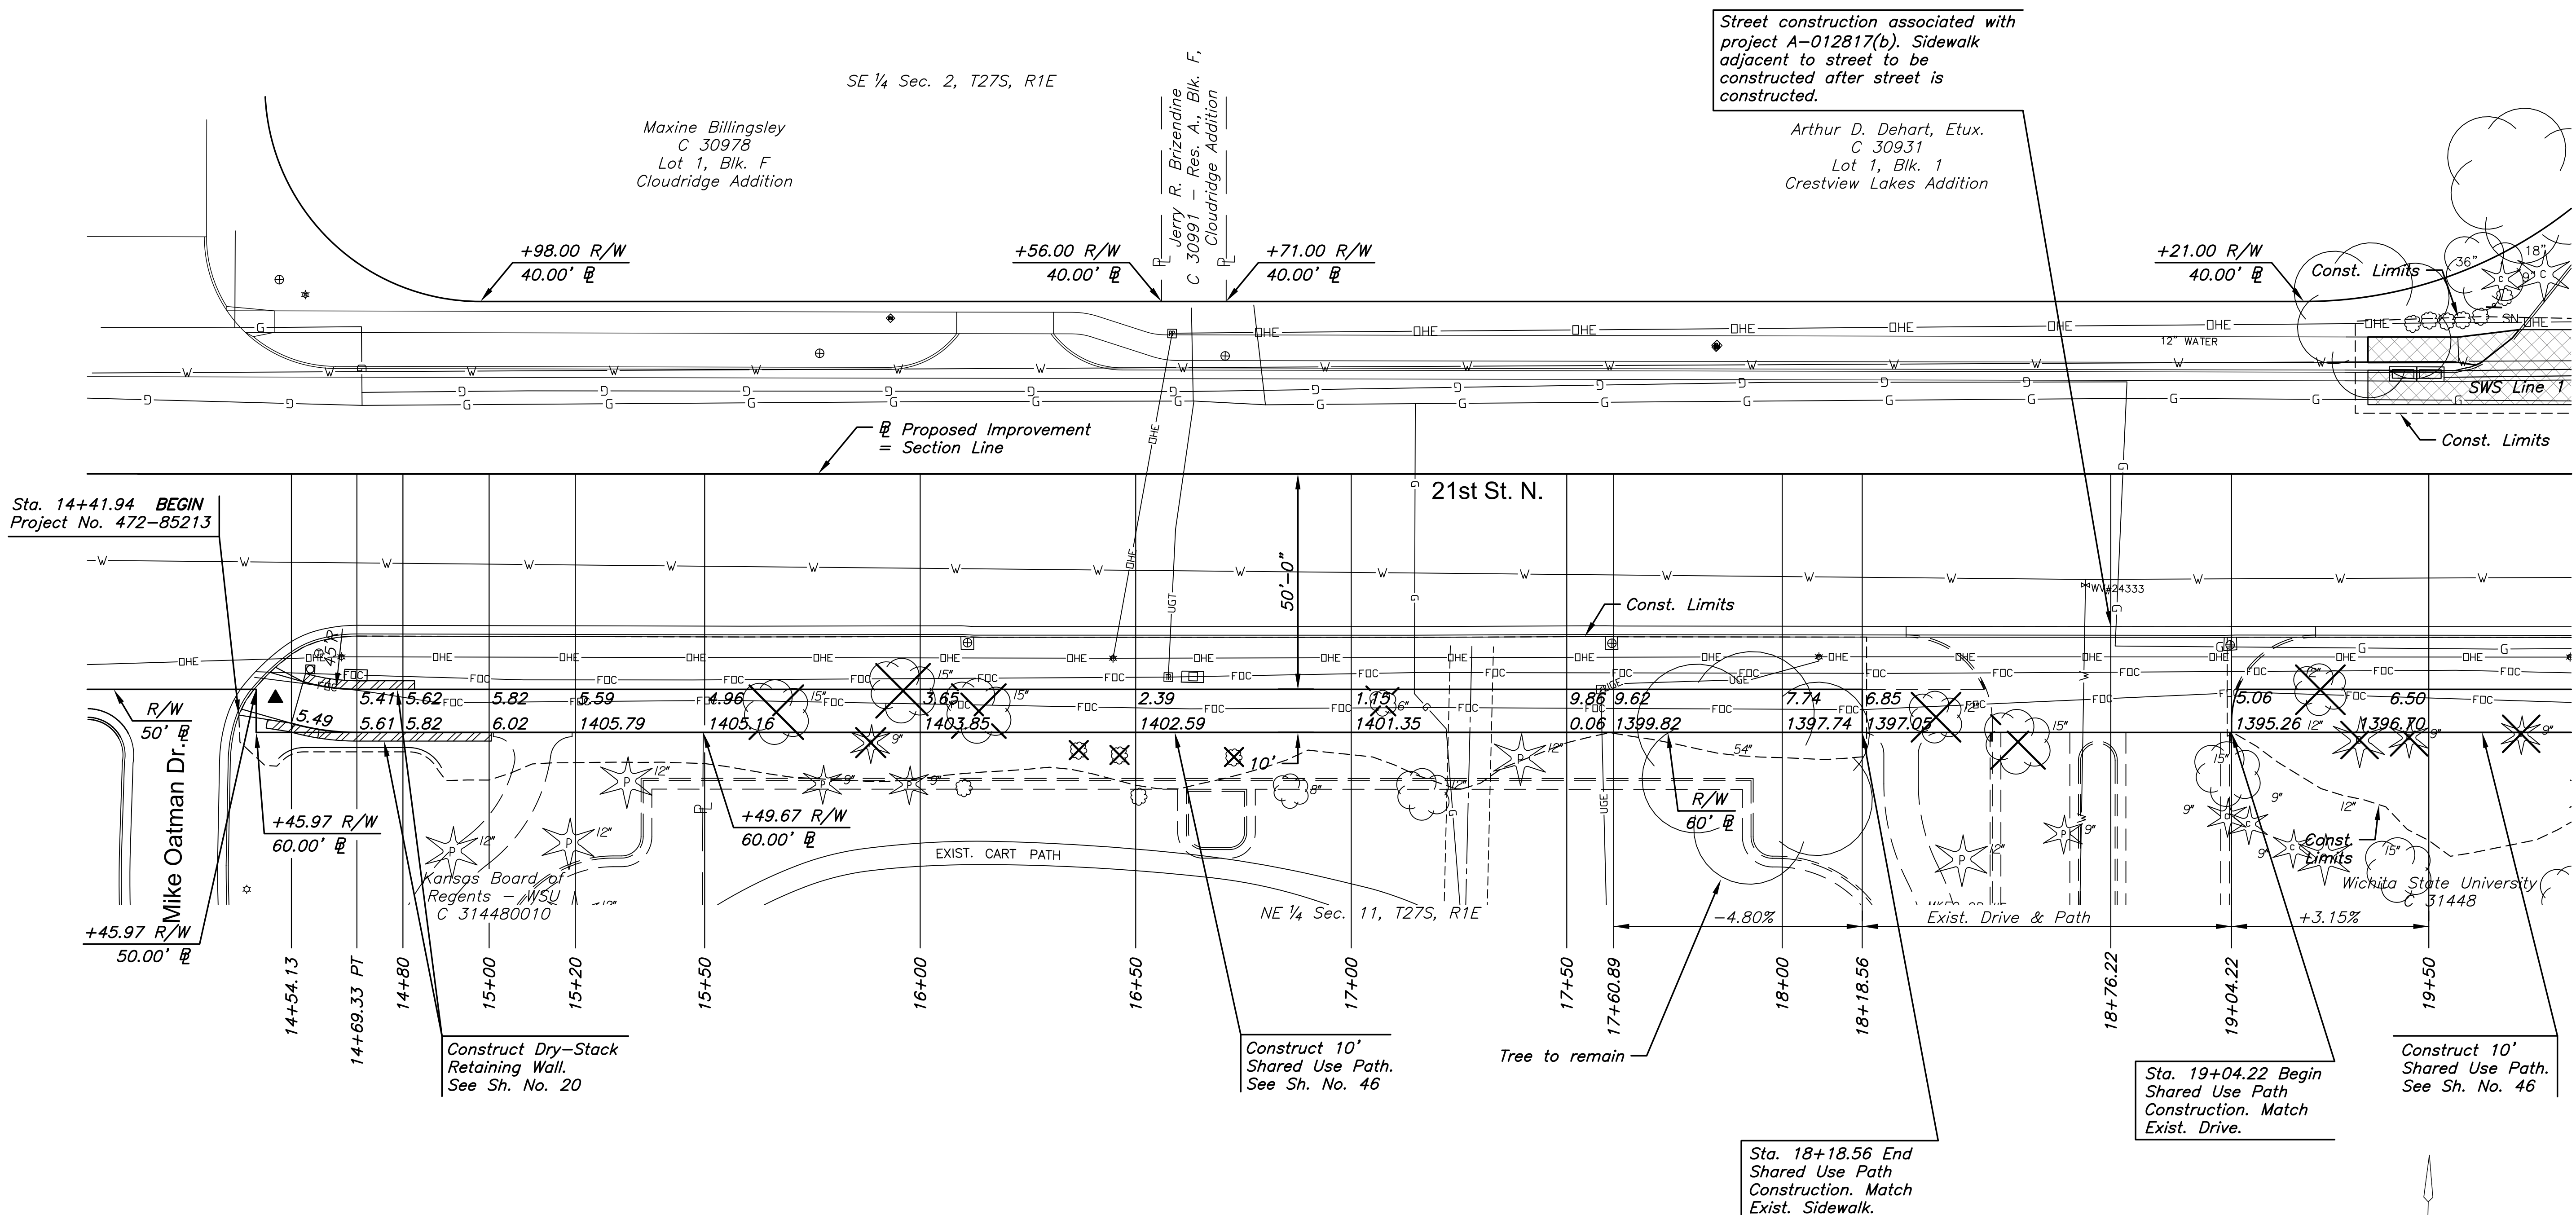 Street construction associated with
project A-012817(b). Sidewalk
adjacent to street to be
constructed after street is
constructed.
SE 1/4 Sec. 2, T27S, R1E
Maxine Billingsley
C 30978
Lot 1, Blk. F
Cloudridge Addition
Jerry R. Brizendine
C 30991 - Res. A., Blk. F,
Cloudridge Addition
Arthur D. Dehart, Etux.
C 30931
Lot 1, Blk. 1
Crestview Lakes Addition
+98.00 R/W
40.00' ⅊
+56.00 R/W
40.00' ⅊
+71.00 R/W
40.00' ⅊
+21.00 R/W
40.00' ⅊
Const. Limits
36"
18"
9"
12" WATER
SWS Line 1
Const. Limits
⅊ Proposed Improvement
= Section Line
21st St. N.
Sta. 14+41.94 BEGIN
Project No. 472-85213
50'-0"
Const. Limits
WV#24333
45'R
R/W
50' ⅊
Mike Oatman Dr.
5.49
5.41 5.62 5.82 5.59 4.96 3.65 2.39 1.15 9.86 9.62 7.74 6.85 5.06 6.50
5.61 5.82 6.02 1405.79 1405.16 1403.85 1402.59 1401.35 0.06 1399.82 1397.74 1397.05 1395.26 1396.70
10'
54"
+45.97 R/W
60.00' ⅊
+49.67 R/W
60.00' ⅊
R/W
60' ⅊
EXIST. CART PATH
Const.
Limits
Kansas Board of
Regents - WSU
C 314480010
NE 1/4 Sec. 11, T27S, R1E
Wichita State University
C 31448
+45.97 R/W
50.00' ⅊
-4.80%
Exist. Drive & Path
+3.15%
14+54.13
14+69.33 PT
14+80
15+00
15+20
15+50
16+00
16+50
17+00
17+50
17+60.89
18+00
18+18.56
18+76.22
19+04.22
19+50
Construct Dry-Stack
Retaining Wall.
See Sh. No. 20
Construct 10'
Shared Use Path.
See Sh. No. 46
Tree to remain
Sta. 18+18.56 End
Shared Use Path
Construction. Match
Exist. Sidewalk.
Sta. 19+04.22 Begin
Shared Use Path
Construction. Match
Exist. Drive.
Construct 10'
Shared Use Path.
See Sh. No. 46